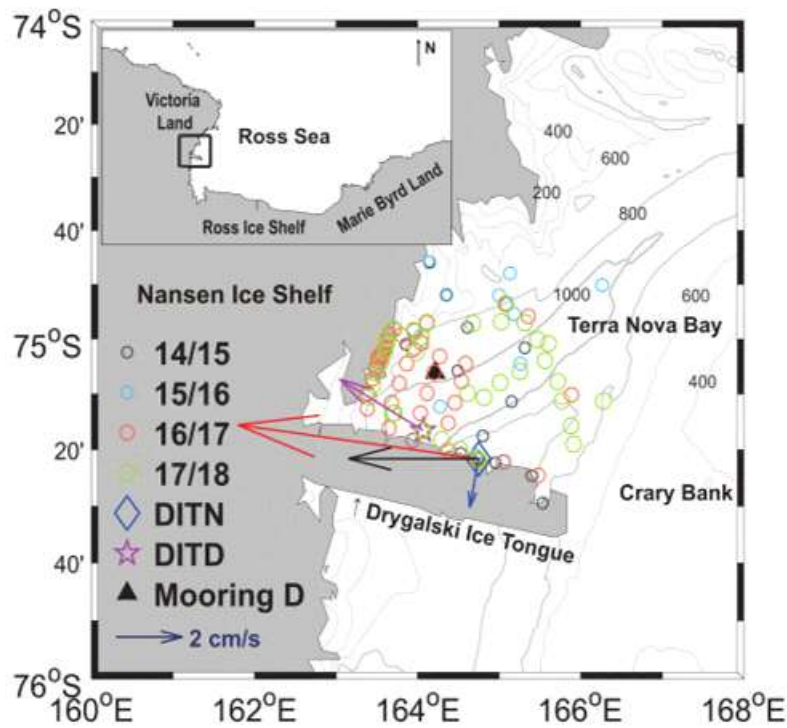 74°S
20'
40'
75°S
20'
40'
76°S
160°E
162°E
164°E
166°E
168°E
N
Victoria
Land
Ross Sea
Ross Ice Shelf
Marie Byrd Land
400
600
200
800
1000
600
400
Terra Nova Bay
Nansen Ice Shelf
14/15
15/16
16/17
17/18
DITN
DITD
Mooring D
2 cm/s
Crary Bank
Drygalski Ice Tongue